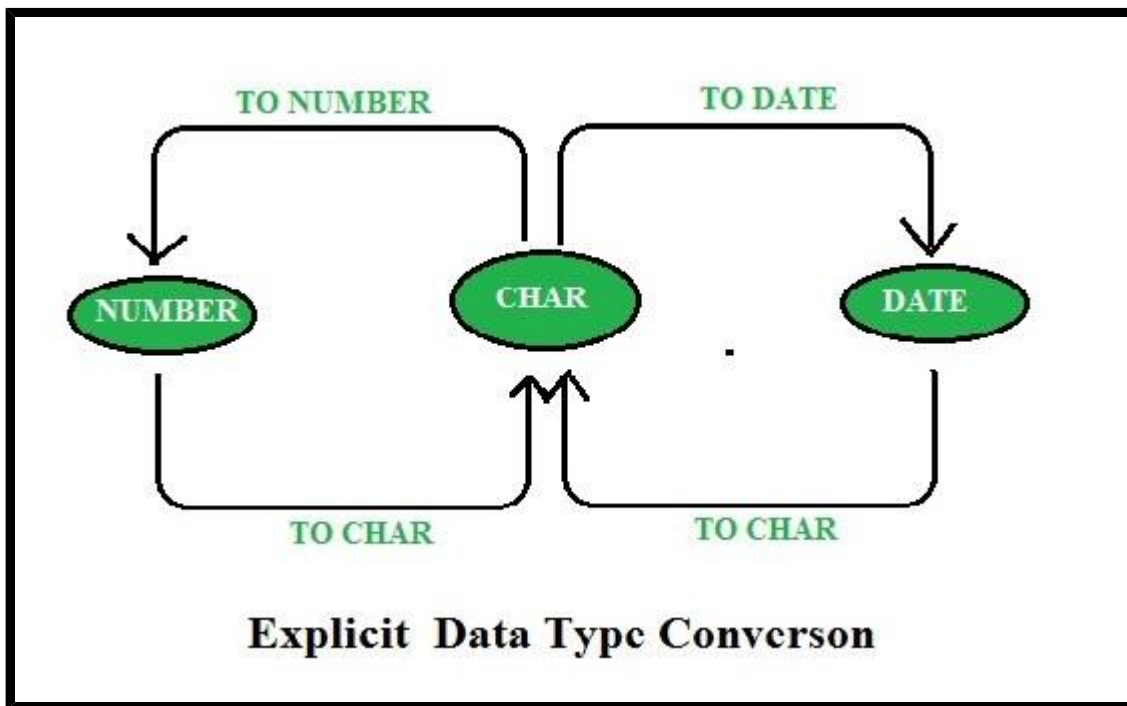 TO NUMBER
TO DATE
NUMBER
CHAR
DATE
TO CHAR
TO CHAR
Explicit Data Type Converson